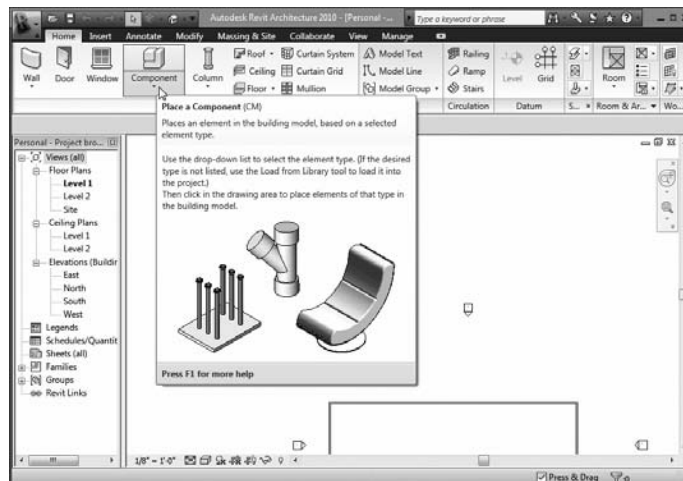 Autodesk Revit Architecture 2010 - [Personal -...
Type a keyword or phrase
Home Insert Annotate Modify Massing & Site Collaborate View Manage
Wall Door Window Component Column
Roof Curtain System Model Text Railing
Ceiling Curtain Grid Model Line Ramp
Floor Mullion Model Group Stairs
Level Grid Room
Circulation Datum S... Room & Ar... Wo...
Place a Component (CM)
Places an element in the building model, based on a selected
element type.
Use the drop-down list to select the element type. (If the desired
type is not listed, use the Load from Library tool to load it into
the project.)
Then click in the drawing area to place elements of that type in
the building model.
Press F1 for more help
Personal - Project bro...
Views (all)
Floor Plans
Level 1
Level 2
Site
Ceiling Plans
Level 1
Level 2
Elevations (Buildir
East
North
South
West
Legends
Schedules/Quantit
Sheets (all)
Families
Groups
Revit Links
1/8" = 1'-0"
Press & Drag
:0